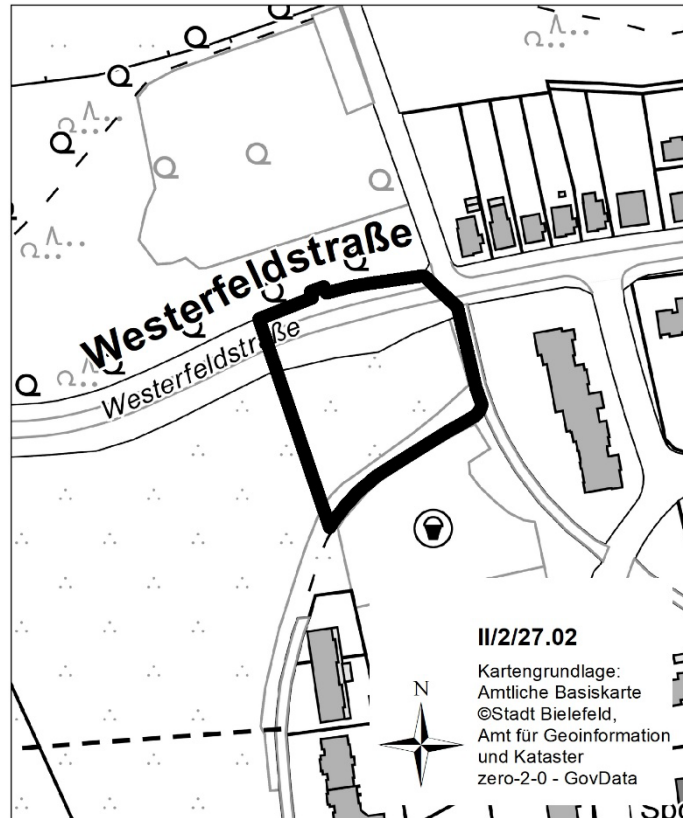 Westerfeldstraße
Westerfeldstraße
II/2/27.02
Kartengrundlage:
Amtliche Basiskarte
©Stadt Bielefeld,
Amt für Geoinformation
und Kataster
zero-2-0 - GovData
N